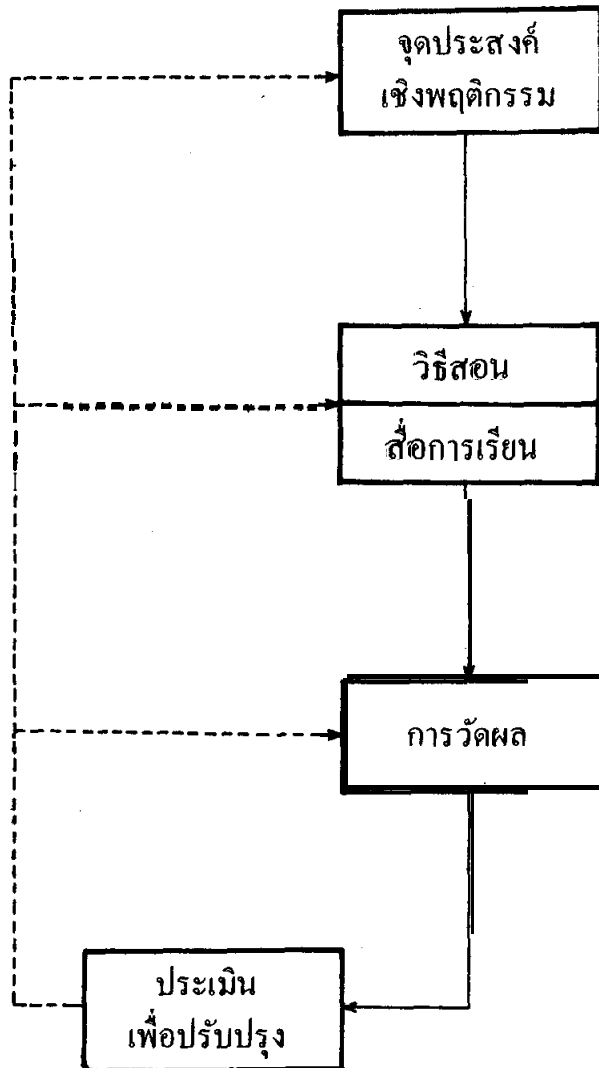 จุดประสงค์
เชิงพฤติกรรม
วิธีสอน
สื่อการเรียน
การวัดผล
ประเมิน
เพื่อปรับปรุง